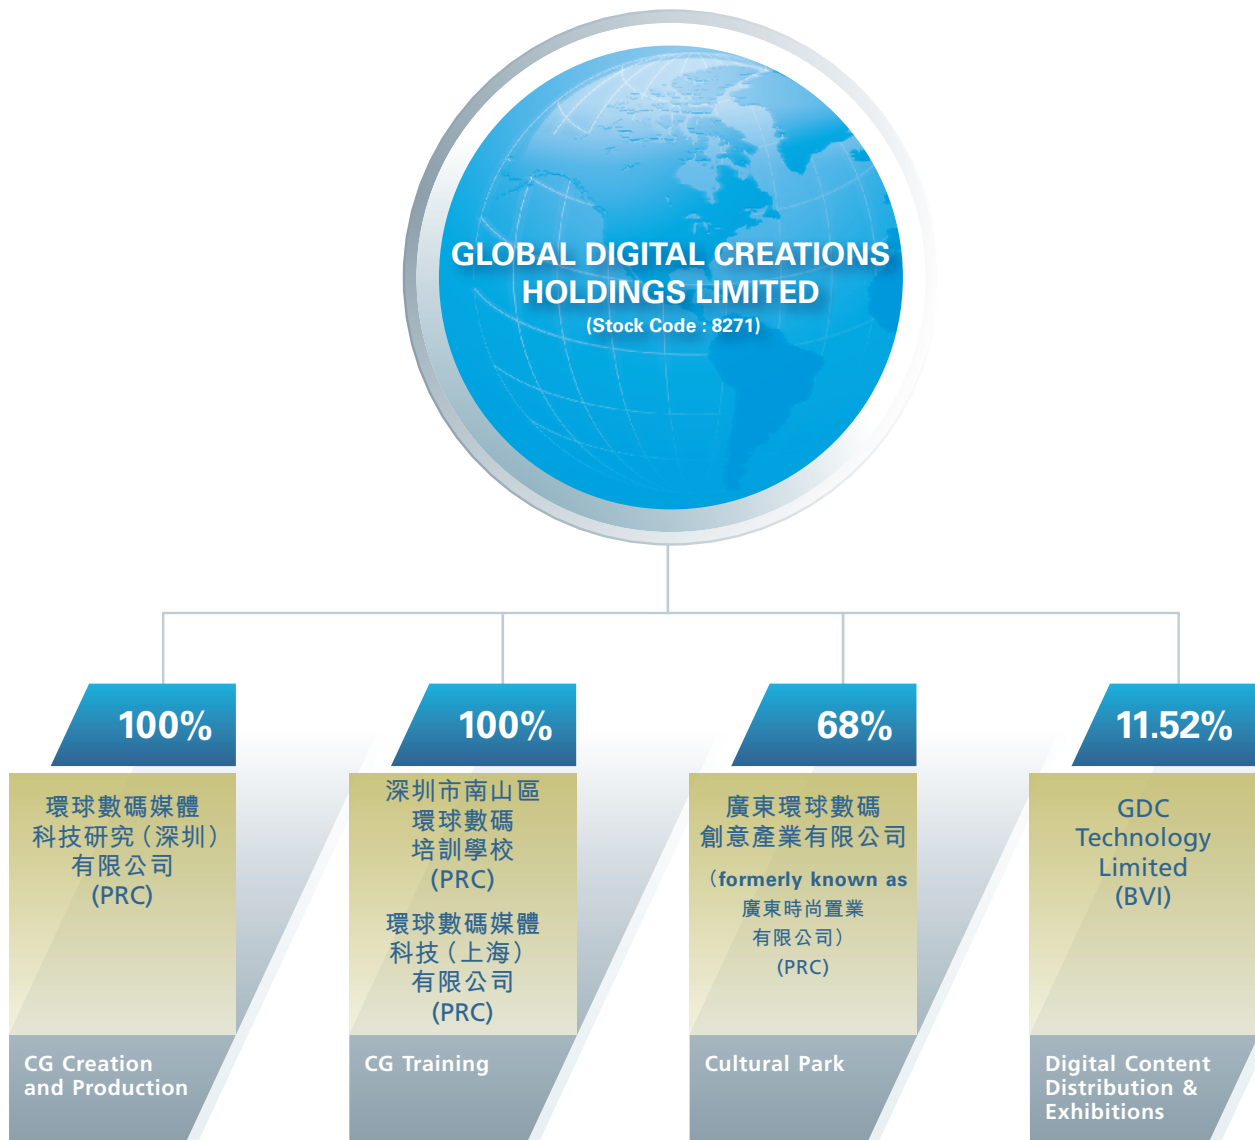 GLOBAL DIGITAL CREATIONS
HOLDINGS LIMITED
(Stock Code : 8271)
100%
環球數碼媒體
科技研究（深圳）
有限公司
(PRC)
CG Creation
and Production
100%
深圳市南山區
環球數碼
培訓學校
(PRC)
環球數碼媒體
科技（上海）
有限公司
(PRC)
CG Training
68%
廣東環球數碼
創意產業有限公司
（formerly known as
廣東時尚置業
有限公司）
(PRC)
Cultural Park
11.52%
GDC
Technology
Limited
(BVI)
Digital Content
Distribution &
Exhibitions